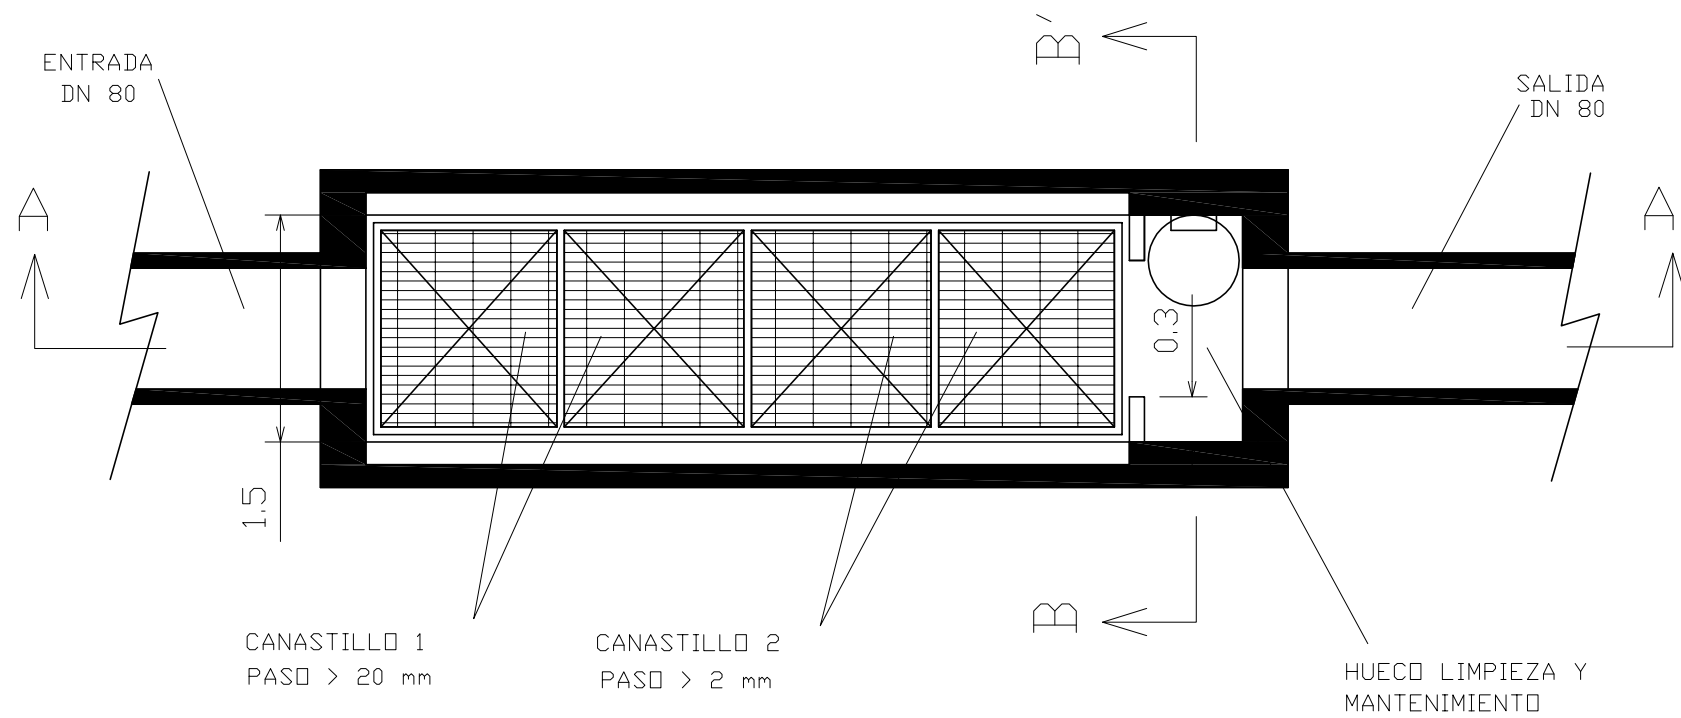 B'
ENTRADA
DN 80
SALIDA
DN 80
A
A
0.3
1.5
B
CANASTILLO 1
PASO > 20 mm
CANASTILLO 2
PASO > 2 mm
HUECO LIMPIEZA Y
MANTENIMIENTO